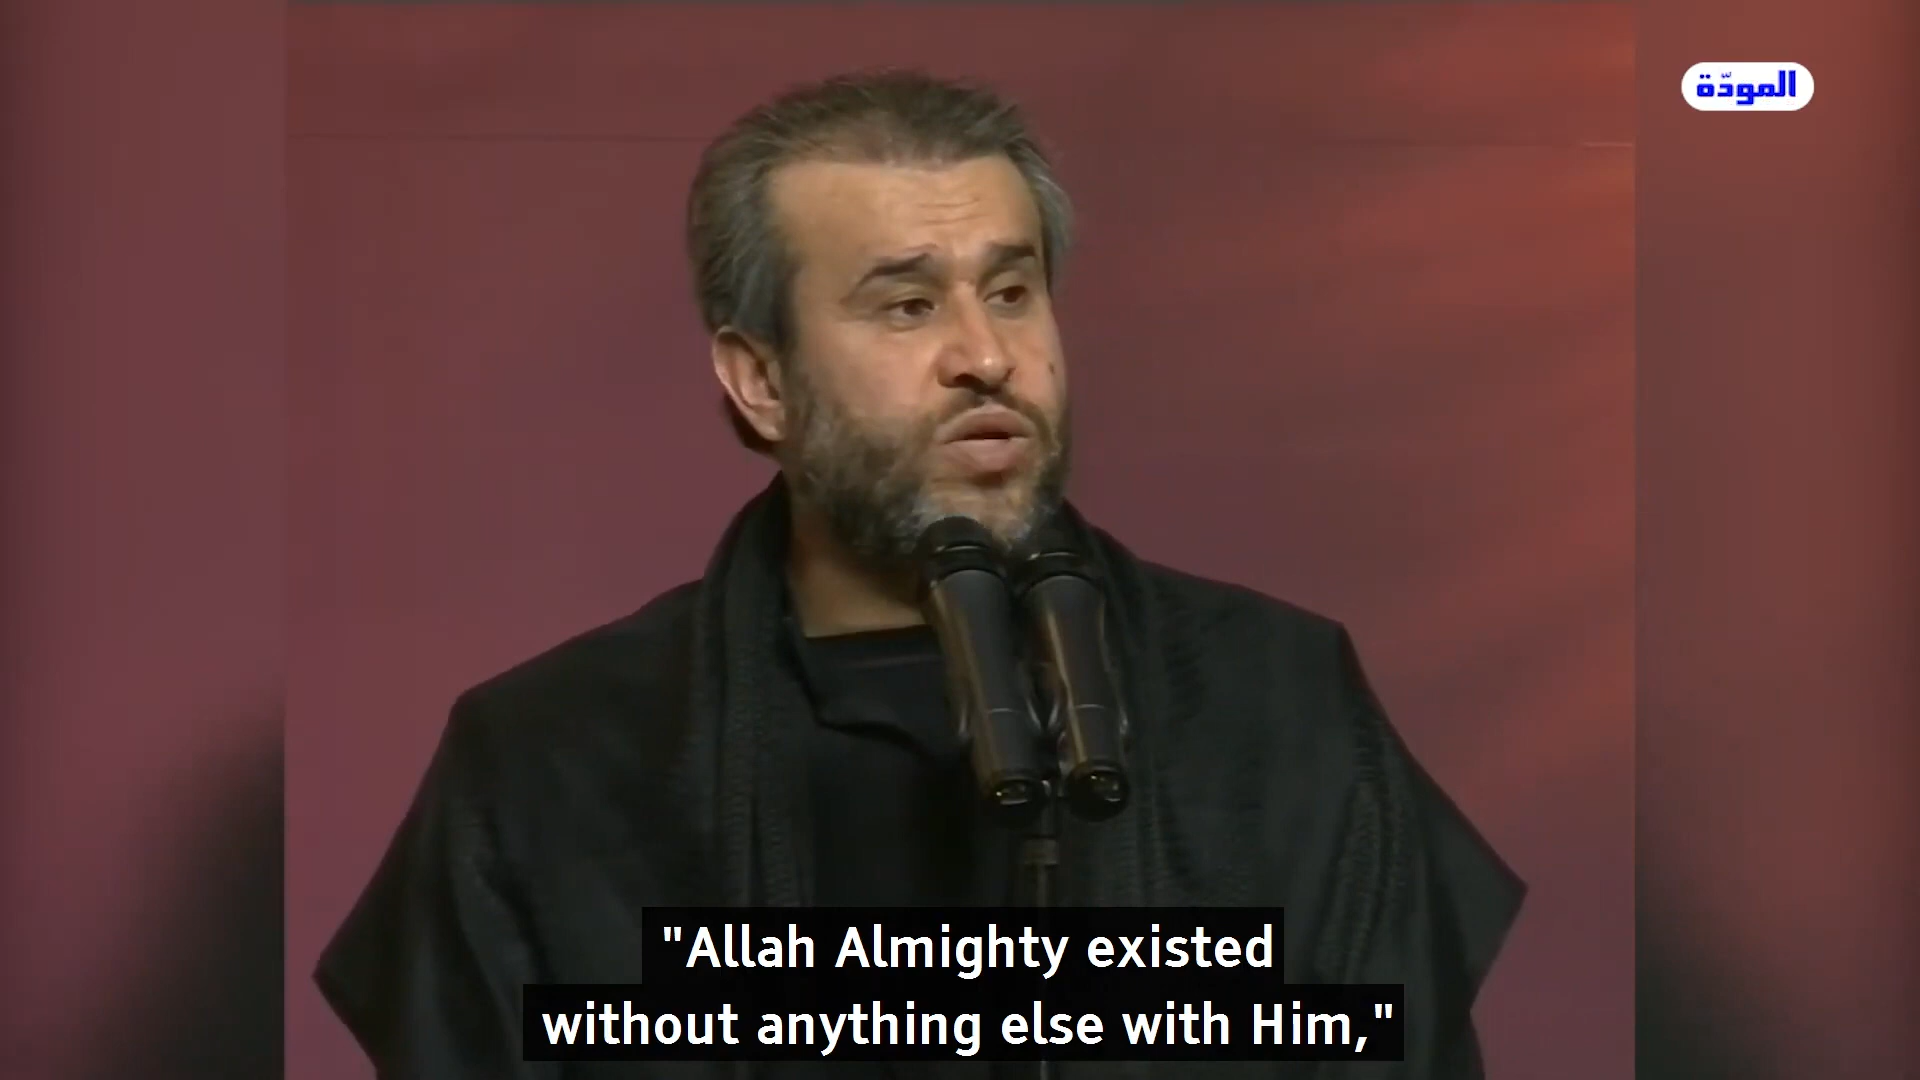 المودّة
"Allah Almighty existed
without anything else with Him,"